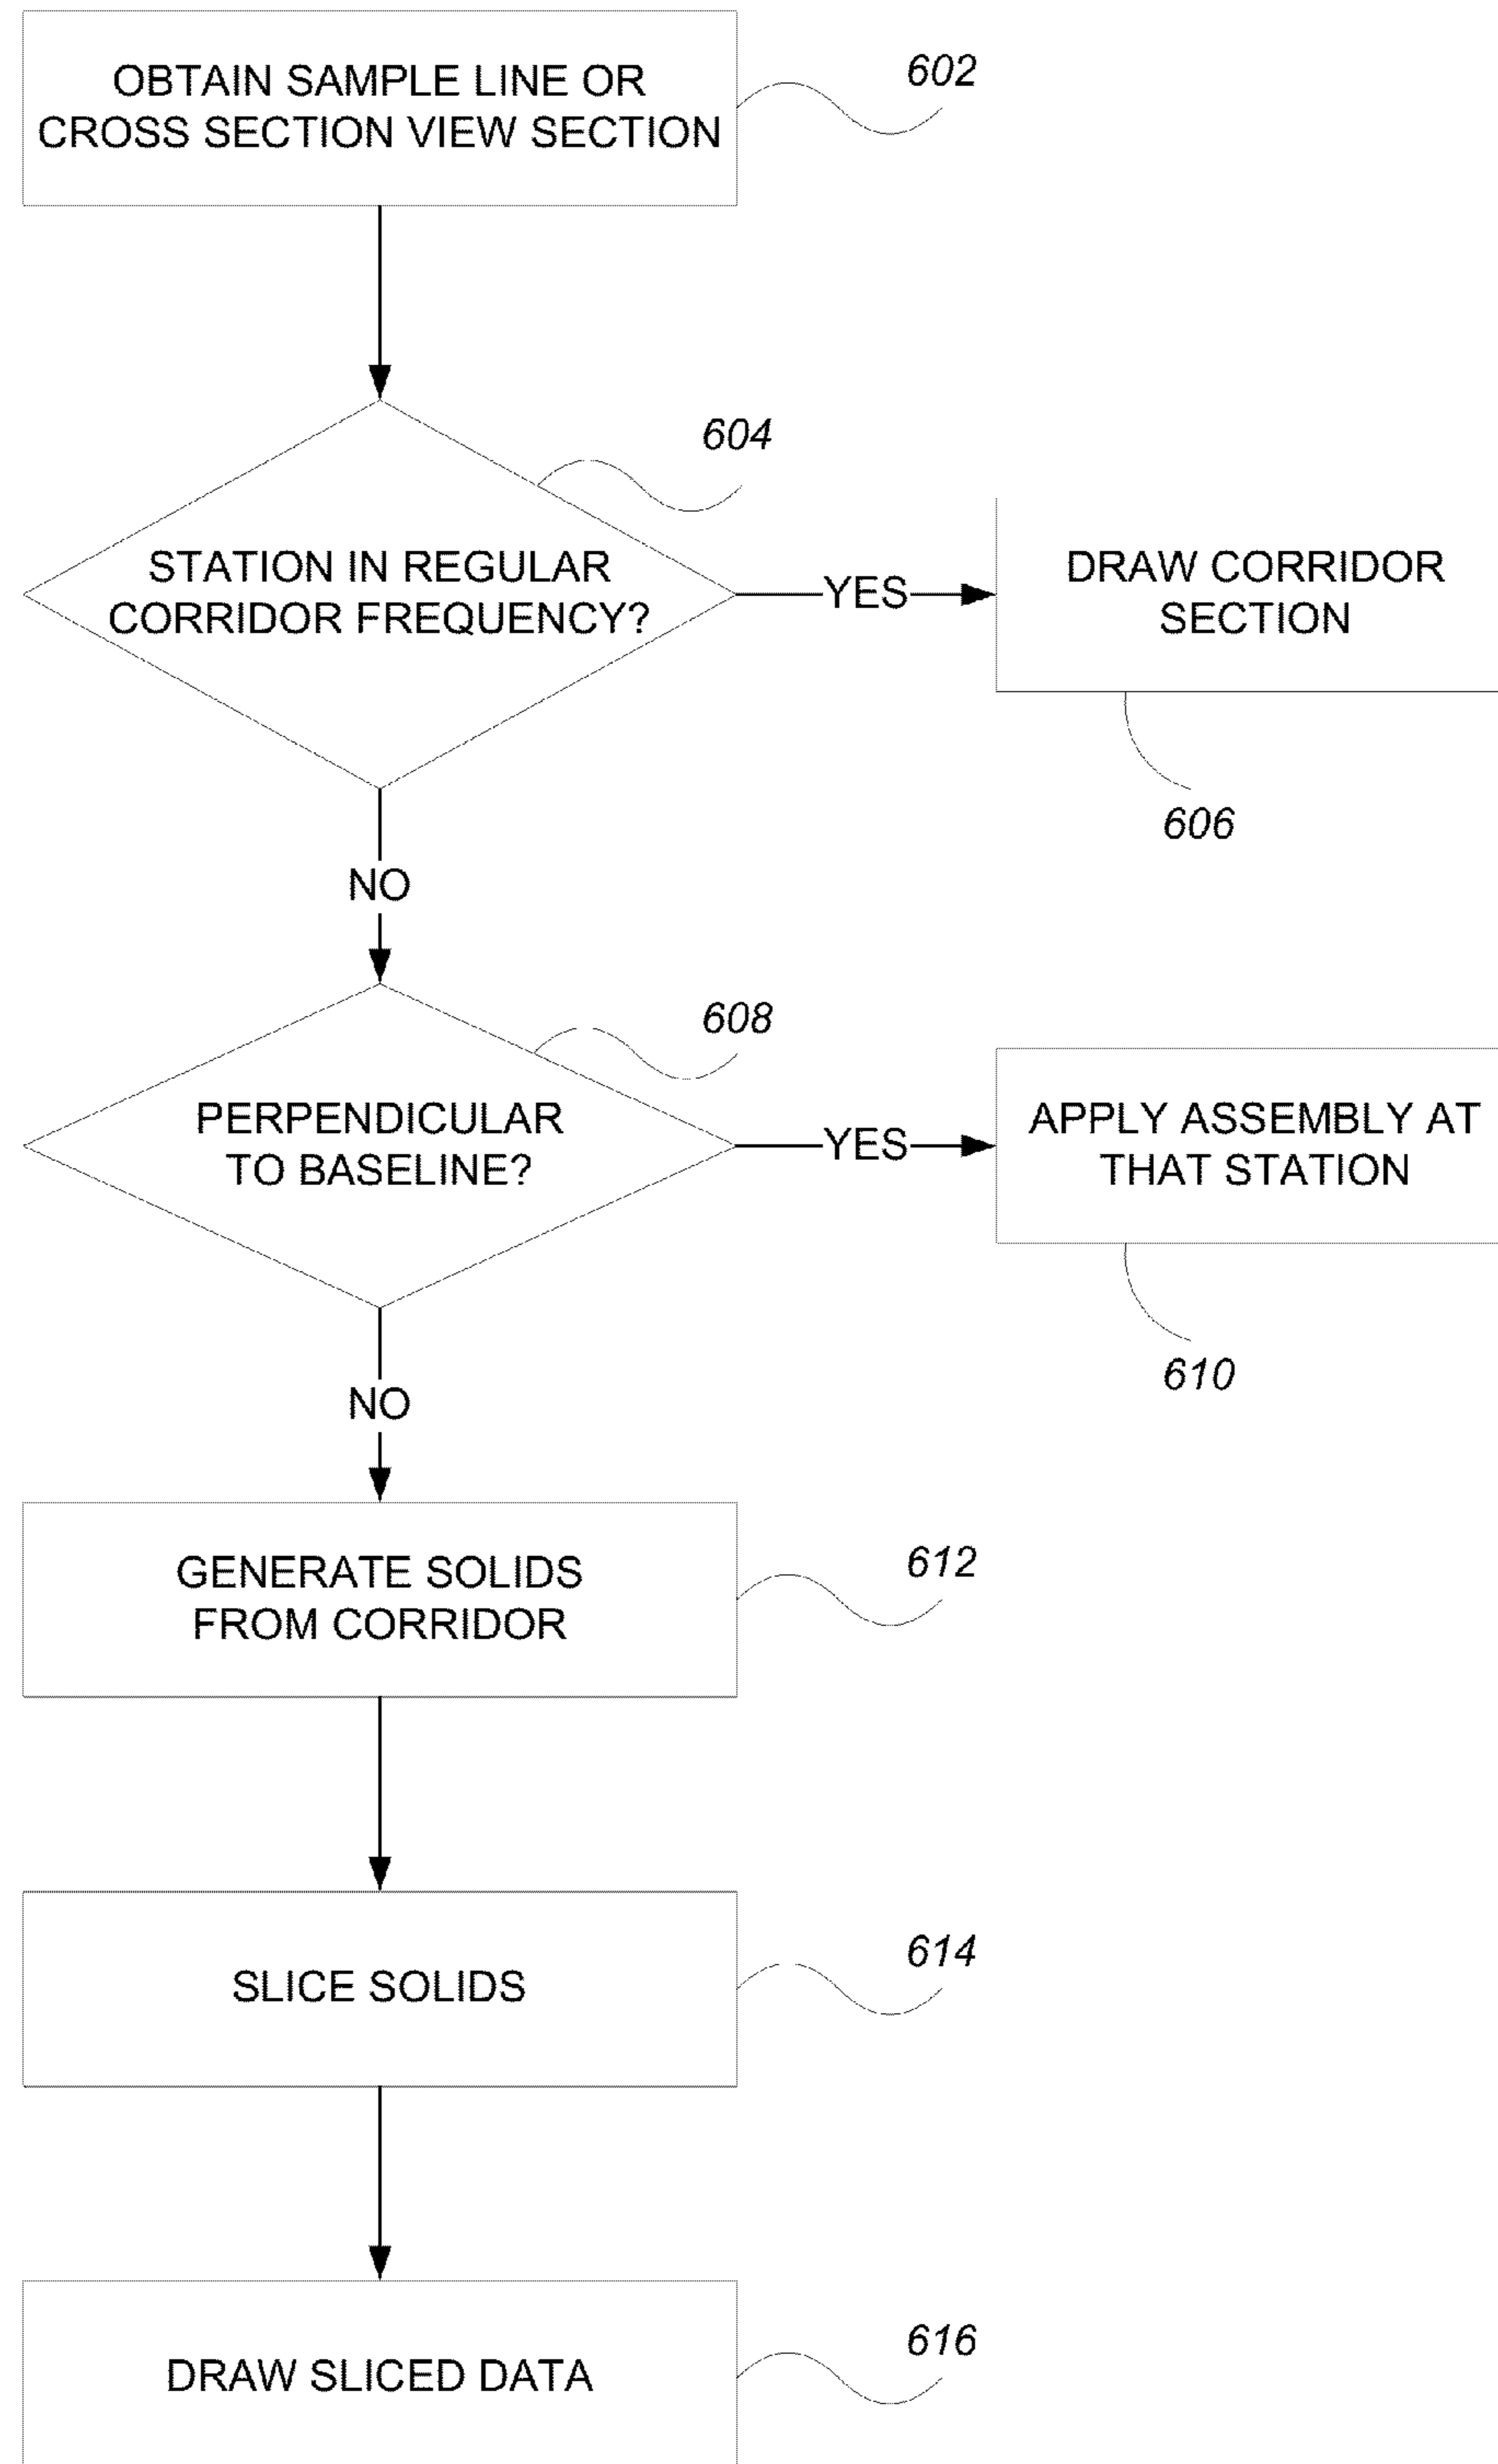 OBTAIN SAMPLE LINE OR
CROSS SECTION VIEW SECTION
602
604
STATION IN REGULAR
CORRIDOR FREQUENCY?
YES
DRAW CORRIDOR
SECTION
606
NO
608
PERPENDICULAR
TO BASELINE?
YES
APPLY ASSEMBLY AT
THAT STATION
610
NO
GENERATE SOLIDS
FROM CORRIDOR
612
SLICE SOLIDS
614
DRAW SLICED DATA
616